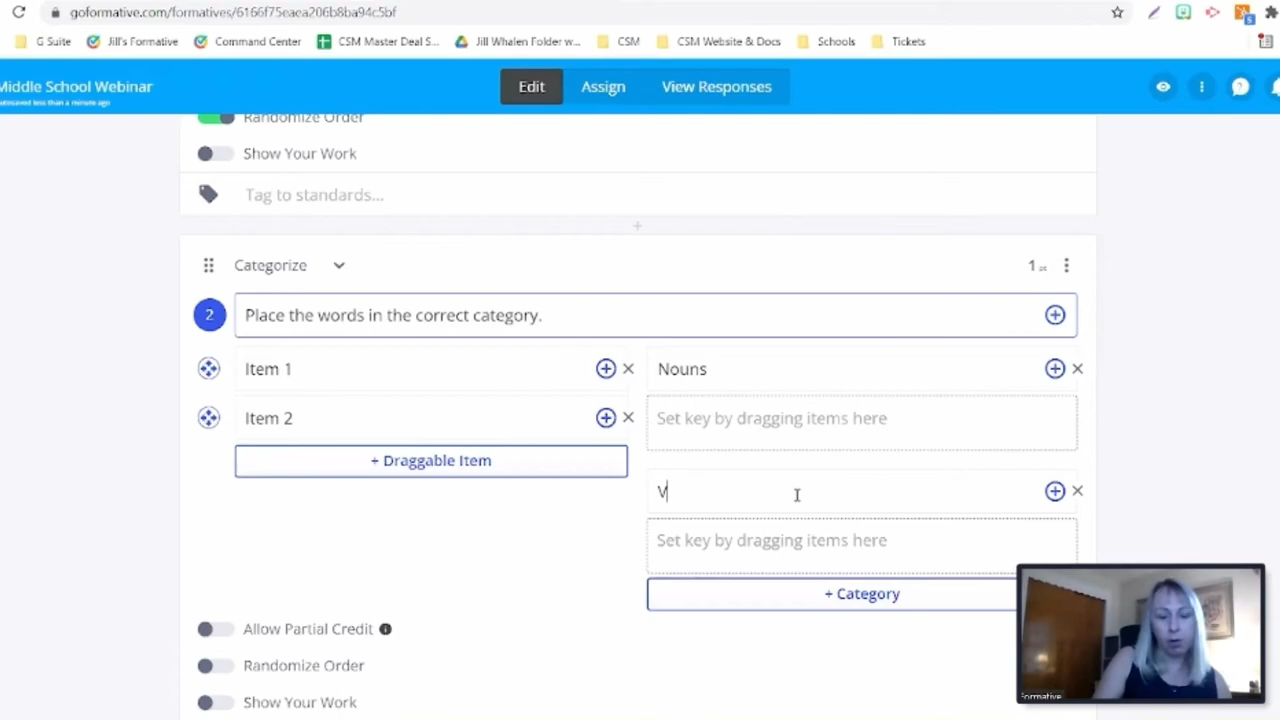 goformative.com/formatives/6166f75eaea206b8ba94c5bf
G Suite
Jill's Formative
Command Center
CSM Master Deal S...
Jill Whalen Folder w...
CSM
CSM Website & Docs
Schools
Tickets
Middle School Webinar
autosaved less than a minute ago
Edit
Assign
View Responses
Randomize Order
Show Your Work
Tag to standards...
Categorize
1 pt
2
Place the words in the correct category.
Item 1
Nouns
Item 2
Set key by dragging items here
+ Draggable Item
V
Set key by dragging items here
+ Category
Allow Partial Credit
Randomize Order
Show Your Work
Formative